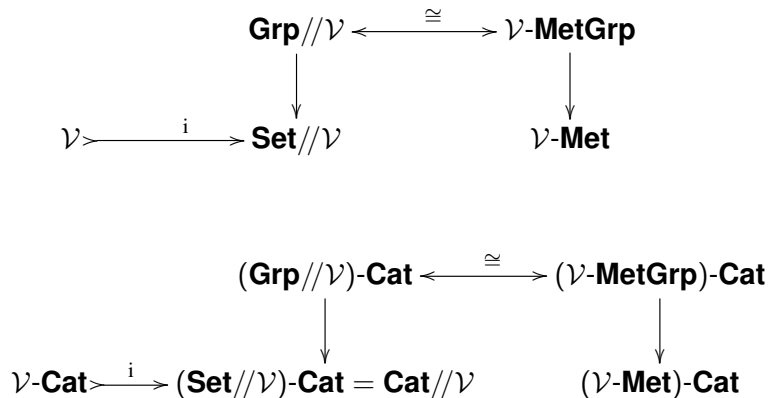 ≅
Grp//𝒱 𝒱-MetGrp
i
𝒱 Set//𝒱 𝒱-Met
≅
(Grp//𝒱)-Cat (𝒱-MetGrp)-Cat
i
𝒱-Cat (Set//𝒱)-Cat = Cat//𝒱 (𝒱-Met)-Cat